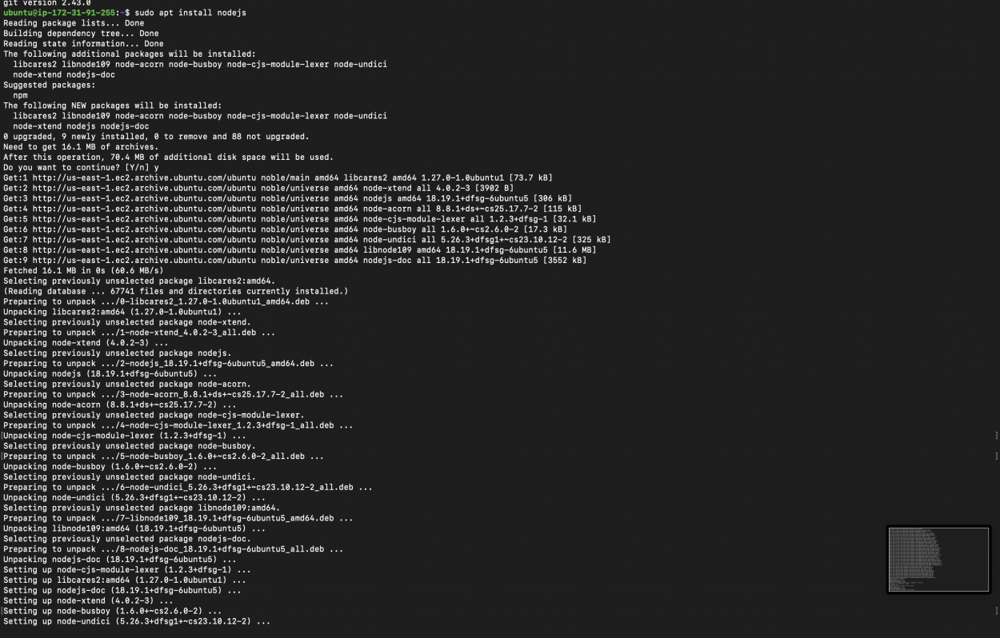 git version 2.43.0
ubuntu@ip-172-31-91-255:~$ sudo apt install nodejs
Reading package lists... Done
Building dependency tree... Done
Reading state information... Done
The following additional packages will be installed:
  libcares2 libnode109 node-acorn node-busboy node-cjs-module-lexer node-undici
  node-xtend nodejs-doc
Suggested packages:
  npm
The following NEW packages will be installed:
  libcares2 libnode109 node-acorn node-busboy node-cjs-module-lexer node-undici
  node-xtend nodejs nodejs-doc
0 upgraded, 9 newly installed, 0 to remove and 88 not upgraded.
Need to get 16.1 MB of archives.
After this operation, 70.4 MB of additional disk space will be used.
Do you want to continue? [Y/n] y
Get:1 http://us-east-1.ec2.archive.ubuntu.com/ubuntu noble/main amd64 libcares2 amd64 1.27.0-1.0ubuntu1 [73.7 kB]
Get:2 http://us-east-1.ec2.archive.ubuntu.com/ubuntu noble/universe amd64 node-xtend all 4.0.2-3 [3902 B]
Get:3 http://us-east-1.ec2.archive.ubuntu.com/ubuntu noble/universe amd64 nodejs amd64 18.19.1+dfsg-6ubuntu5 [306 kB]
Get:4 http://us-east-1.ec2.archive.ubuntu.com/ubuntu noble/universe amd64 node-acorn all 8.8.1+ds+~cs25.17.7-2 [115 kB]
Get:5 http://us-east-1.ec2.archive.ubuntu.com/ubuntu noble/universe amd64 node-cjs-module-lexer all 1.2.3+dfsg-1 [32.1 kB]
Get:6 http://us-east-1.ec2.archive.ubuntu.com/ubuntu noble/universe amd64 node-busboy all 1.6.0+~cs2.6.0-2 [17.3 kB]
Get:7 http://us-east-1.ec2.archive.ubuntu.com/ubuntu noble/universe amd64 node-undici all 5.26.3+dfsg1+~cs23.10.12-2 [325 kB]
Get:8 http://us-east-1.ec2.archive.ubuntu.com/ubuntu noble/universe amd64 libnode109 amd64 18.19.1+dfsg-6ubuntu5 [11.6 MB]
Get:9 http://us-east-1.ec2.archive.ubuntu.com/ubuntu noble/universe amd64 nodejs-doc all 18.19.1+dfsg-6ubuntu5 [3552 kB]
Fetched 16.1 MB in 0s (60.6 MB/s)
Selecting previously unselected package libcares2:amd64.
(Reading database ... 67741 files and directories currently installed.)
Preparing to unpack .../0-libcares2_1.27.0-1.0ubuntu1_amd64.deb ...
Unpacking libcares2:amd64 (1.27.0-1.0ubuntu1) ...
Selecting previously unselected package node-xtend.
Preparing to unpack .../1-node-xtend_4.0.2-3_all.deb ...
Unpacking node-xtend (4.0.2-3) ...
Selecting previously unselected package nodejs.
Preparing to unpack .../2-nodejs_18.19.1+dfsg-6ubuntu5_amd64.deb ...
Unpacking nodejs (18.19.1+dfsg-6ubuntu5) ...
Selecting previously unselected package node-acorn.
Preparing to unpack .../3-node-acorn_8.8.1+ds+~cs25.17.7-2_all.deb ...
Unpacking node-acorn (8.8.1+ds+~cs25.17.7-2) ...
Selecting previously unselected package node-cjs-module-lexer.
Preparing to unpack .../4-node-cjs-module-lexer_1.2.3+dfsg-1_all.deb ...
[Unpacking node-cjs-module-lexer (1.2.3+dfsg-1) ... ]
Selecting previously unselected package node-busboy.
[Preparing to unpack .../5-node-busboy_1.6.0+~cs2.6.0-2_all.deb ... ]
Unpacking node-busboy (1.6.0+~cs2.6.0-2) ...
Selecting previously unselected package node-undici.
Preparing to unpack .../6-node-undici_5.26.3+dfsg1+~cs23.10.12-2_all.deb ...
Unpacking node-undici (5.26.3+dfsg1+~cs23.10.12-2) ...
Selecting previously unselected package libnode109:amd64.
Preparing to unpack .../7-libnode109_18.19.1+dfsg-6ubuntu5_amd64.deb ...
Unpacking libnode109:amd64 (18.19.1+dfsg-6ubuntu5) ...
Selecting previously unselected package nodejs-doc.
Preparing to unpack .../8-nodejs-doc_18.19.1+dfsg-6ubuntu5_all.deb ...
Unpacking nodejs-doc (18.19.1+dfsg-6ubuntu5) ...
Setting up node-cjs-module-lexer (1.2.3+dfsg-1) ...
Setting up libcares2:amd64 (1.27.0-1.0ubuntu1) ...
Setting up nodejs-doc (18.19.1+dfsg-6ubuntu5) ...
Setting up node-xtend (4.0.2-3) ...
[Setting up node-busboy (1.6.0+~cs2.6.0-2) ... ]
Setting up node-undici (5.26.3+dfsg1+~cs23.10.12-2) ...